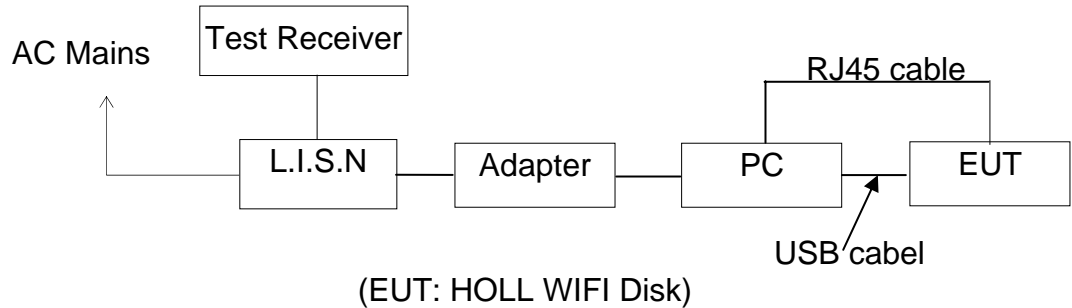 Test Receiver
AC Mains
RJ45 cable
L.I.S.N
Adapter
PC
EUT
USB cabel
(EUT: HOLL WIFI Disk)